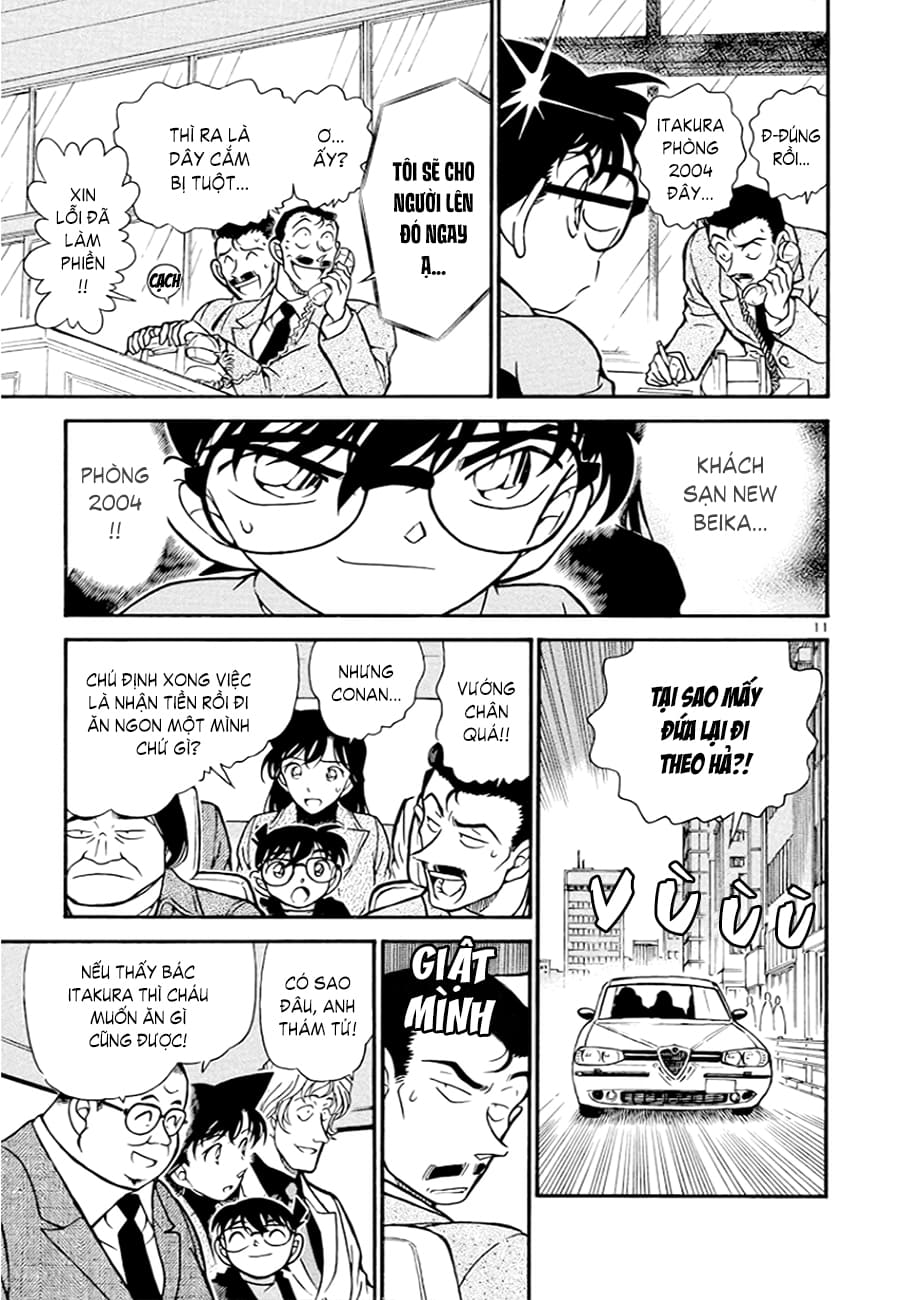 Đ-ĐÚNG
RỒI...
ITAKURA
PHÒNG
2004
ĐÂY...
TÔI SẼ CHO
NGƯỜI LÊN
ĐÓ NGAY
Ạ...
Ơ...
ẤY?
THÌ RA LÀ
DÂY CẮM
BỊ TUỘT...
CẠCH
XIN
LỖI ĐÃ
LÀM
PHIỀN
!!
KHÁCH
SẠN NEW
BEIKA...
PHÒNG
2004
!!
11
TẠI SAO MẤY
ĐỨA LẠI ĐI
THEO HẢ?!
VÙÙÙ
VƯỚNG
CHÂN
QUÁ!!
NHƯNG
CONAN...
CHÚ ĐỊNH XONG VIỆC
LÀ NHẬN TIỀN RỒI ĐI
ĂN NGON MỘT MÌNH
CHỨ GÌ?
GIẬT
MÌNH
CÓ SAO
ĐÂU, ANH
THÁM TỬ!
NẾU THẤY BÁC
ITAKURA THÌ CHÁU
MUỐN ĂN GÌ
CŨNG ĐƯỢC!